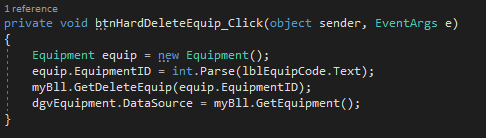 1 reference
private void btnHardDeleteEquip_Click(object sender, EventArgs e)
{
Equipment equip = new Equipment();
equip.EquipmentID = int.Parse(lblEquipCode.Text);
myBll.GetDeleteEquip(equip.EquipmentID);
dgvEquipment.DataSource = myBll.GetEquipment();
}